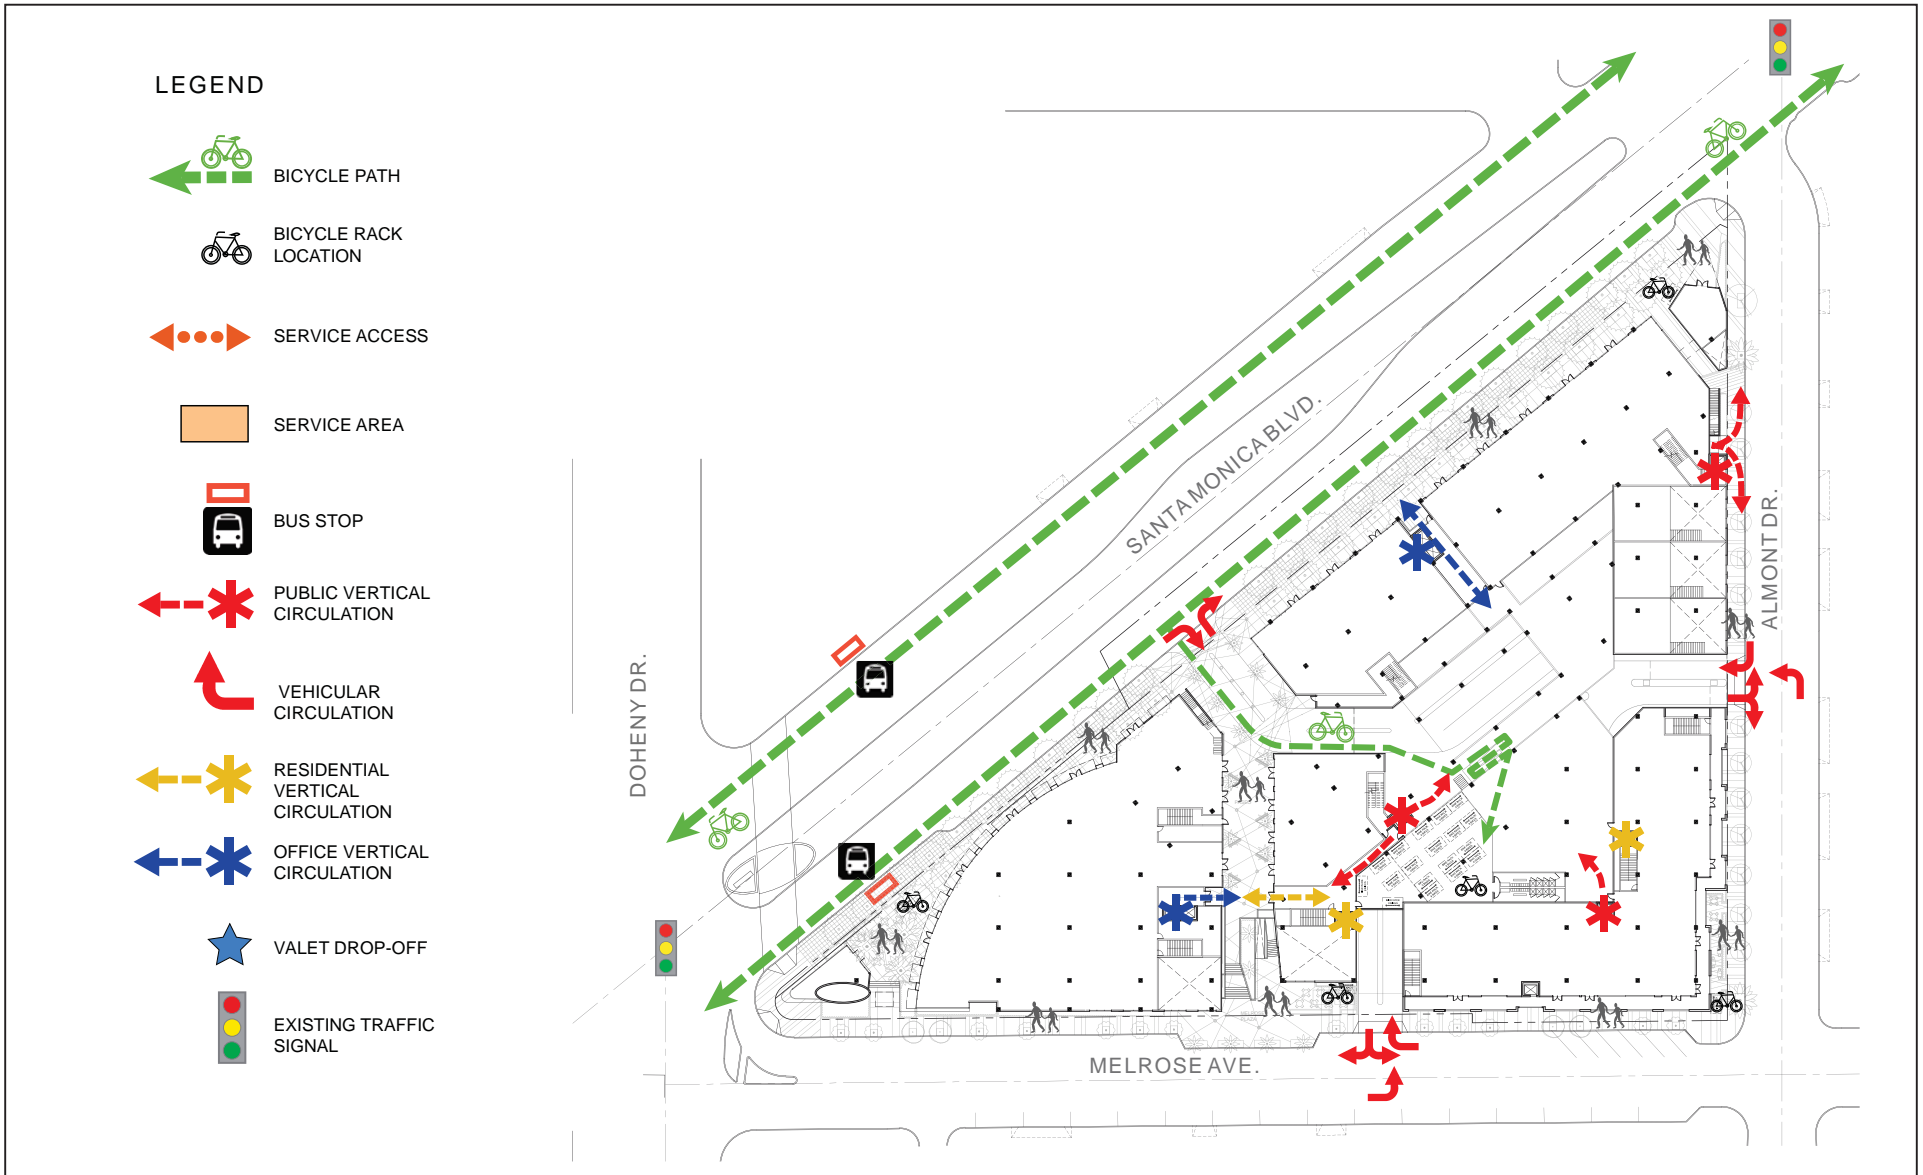 LEGEND
BICYCLE PATH
BICYCLE RACK
LOCATION
SERVICE ACCESS
SERVICE AREA
BUS STOP
PUBLIC VERTICAL
CIRCULATION
VEHICULAR
CIRCULATION
RESIDENTIAL
VERTICAL
CIRCULATION
OFFICE VERTICAL
CIRCULATION
VALET DROP-OFF
EXISTING TRAFFIC
SIGNAL
SANTA MONICA BLVD.
DOHENY DR.
ALMONT DR.
MELROSE AVE.